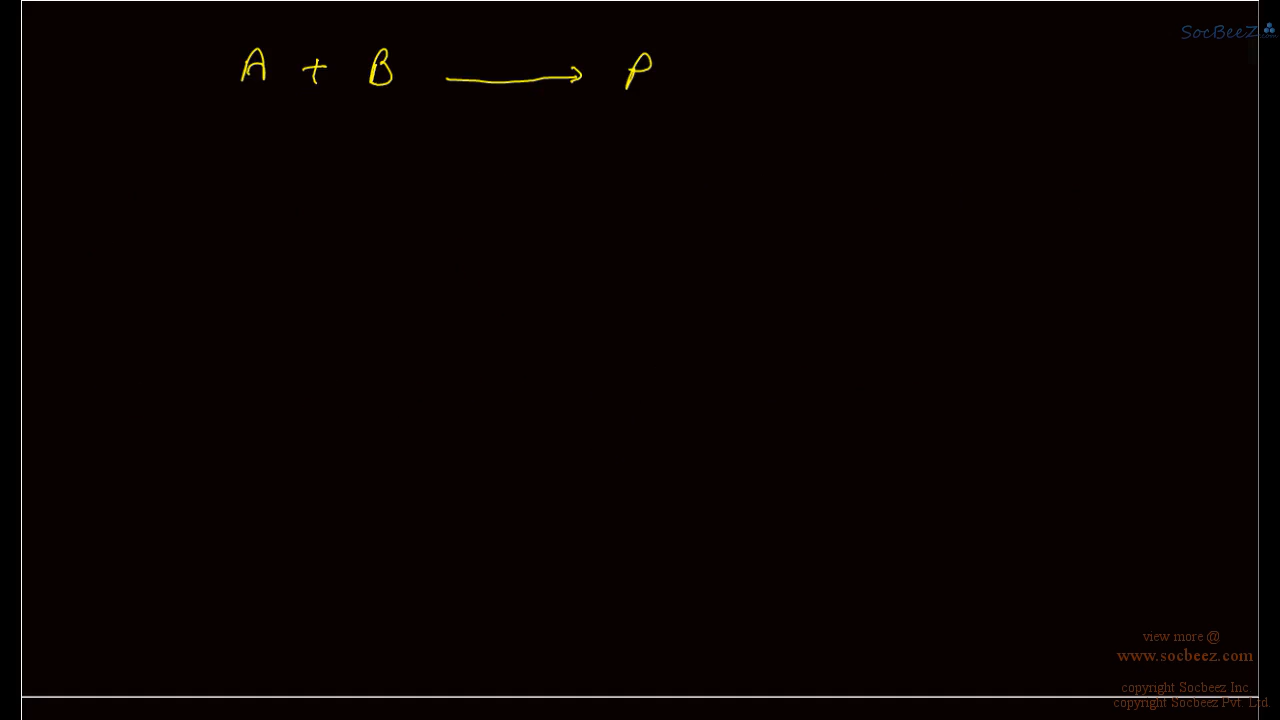 SocBeeZ
A + B ⟶ P
view more @
www.socbeez.com
copyright Socbeez Inc
copyright Socbeez Pvt. Ltd.